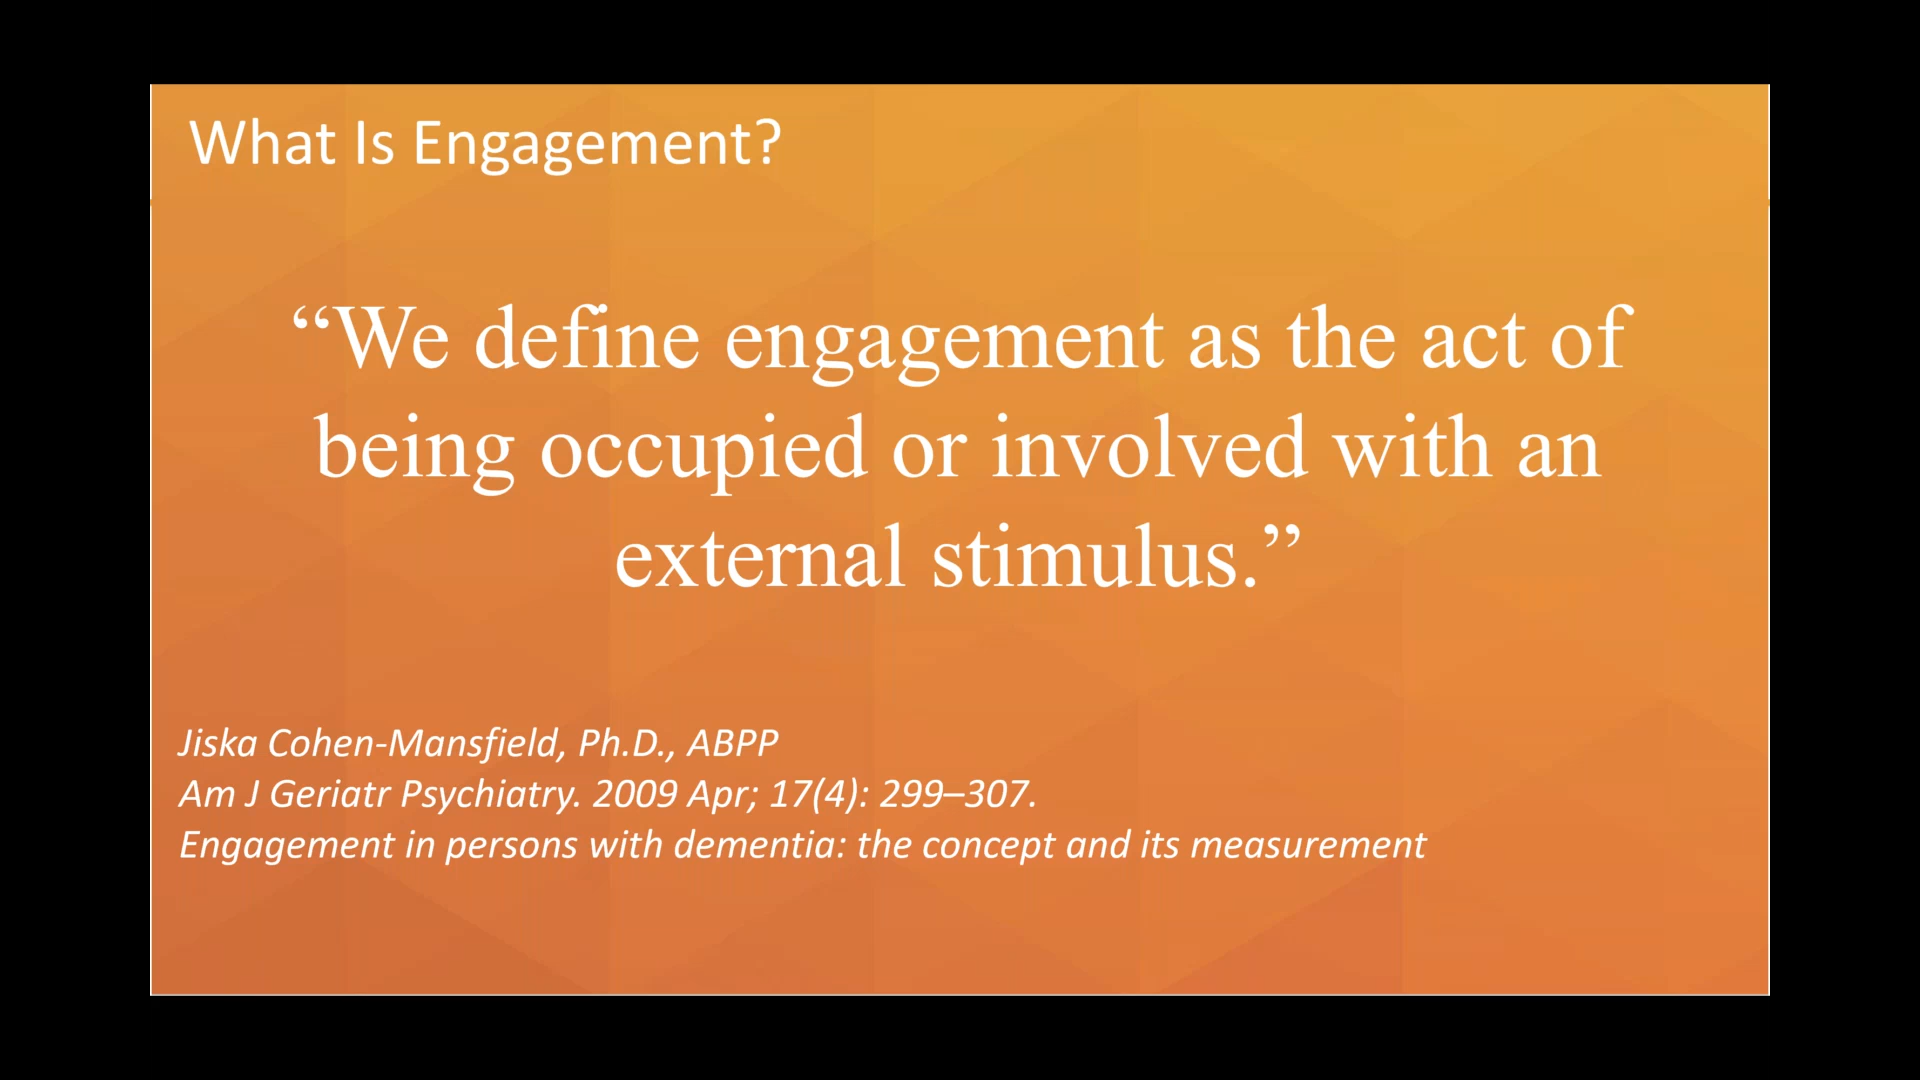 What Is Engagement?
“We define engagement as the act of
being occupied or involved with an
external stimulus.”
Jiska Cohen-Mansfield, Ph.D., ABPP
Am J Geriatr Psychiatry. 2009 Apr; 17(4): 299–307.
Engagement in persons with dementia: the concept and its measurement